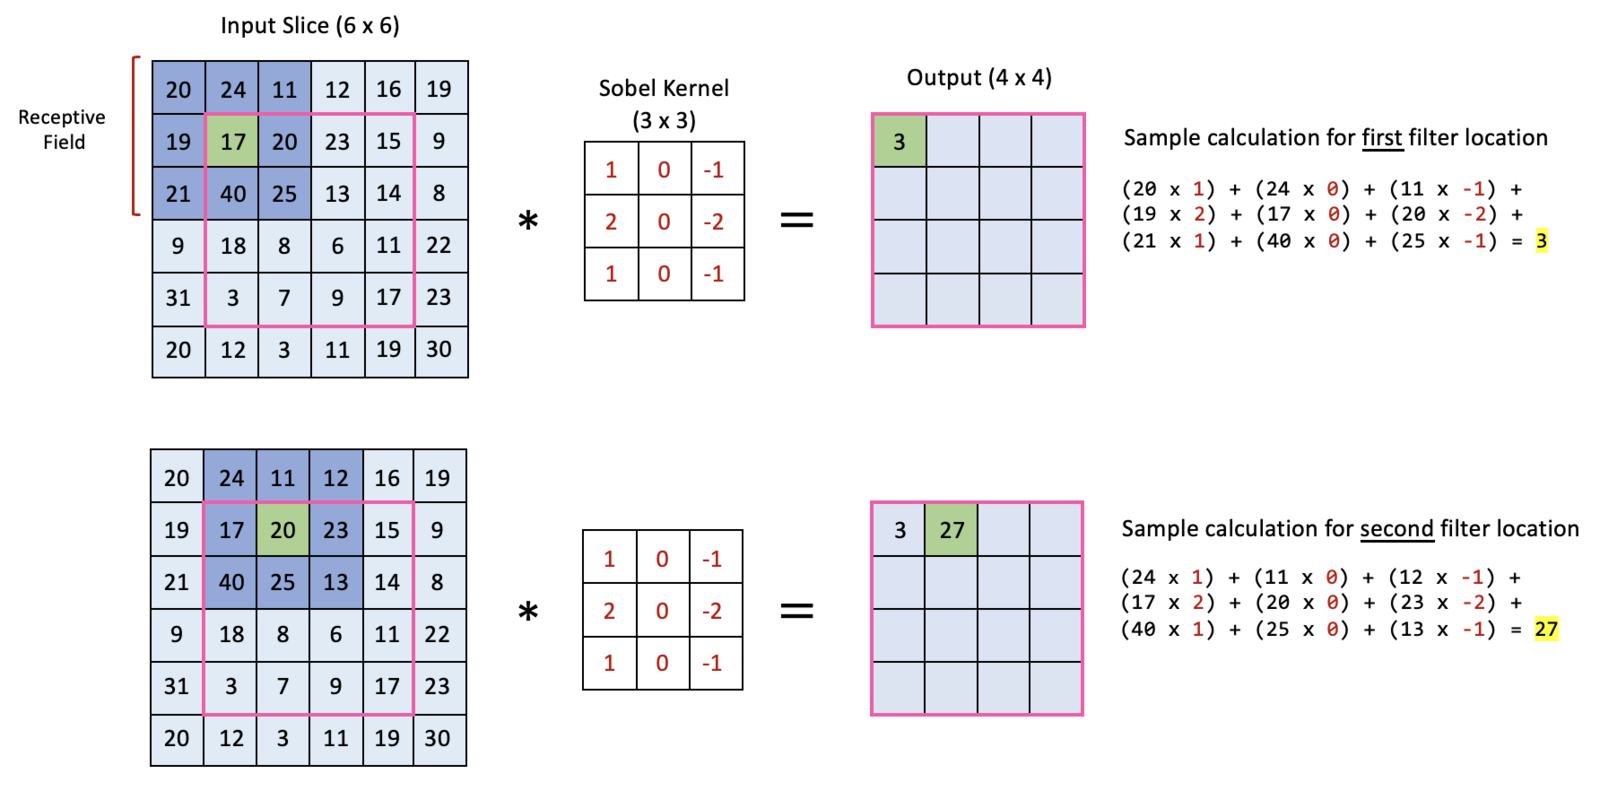 Input Slice (6 x 6)
Receptive
Field
20 24 11 12 16 19
19 17 20 23 15 9
21 40 25 13 14 8
9 18 8 6 11 22
31 3 7 9 17 23
20 12 3 11 19 30
*
Sobel Kernel
(3 x 3)
1 0 -1
2 0 -2
1 0 -1
=
Output (4 x 4)
3
Sample calculation for first filter location
(20 x 1) + (24 x 0) + (11 x -1) +
(19 x 2) + (17 x 0) + (20 x -2) +
(21 x 1) + (40 x 0) + (25 x -1) = 3
20 24 11 12 16 19
19 17 20 23 15 9
21 40 25 13 14 8
9 18 8 6 11 22
31 3 7 9 17 23
20 12 3 11 19 30
*
1 0 -1
2 0 -2
1 0 -1
=
3 27
Sample calculation for second filter location
(24 x 1) + (11 x 0) + (12 x -1) +
(17 x 2) + (20 x 0) + (23 x -2) +
(40 x 1) + (25 x 0) + (13 x -1) = 27